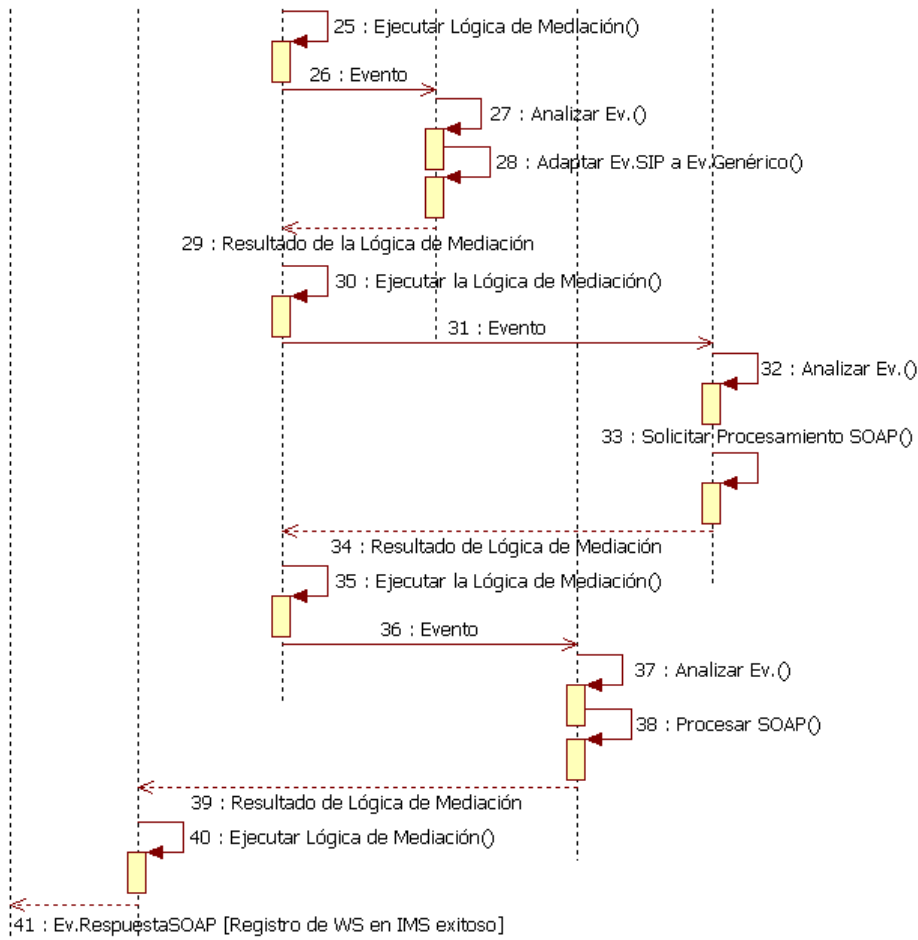 25 : Ejecutar Lógica de Mediación()
26 : Evento
27 : Analizar Ev.()
28 : Adaptar Ev.SIP a Ev.Genérico()
29 : Resultado de la Lógica de Mediación
30 : Ejecutar la Lógica de Mediación()
31 : Evento
32 : Analizar Ev.()
33 : Solicitar Procesamiento SOAP()
34 : Resultado de Lógica de Mediación
35 : Ejecutar la Lógica de Mediación()
36 : Evento
37 : Analizar Ev.()
38 : Procesar SOAP()
39 : Resultado de Lógica de Mediación
40 : Ejecutar Lógica de Mediación()
41 : Ev.RespuestaSOAP [Registro de WS en IMS exitoso]